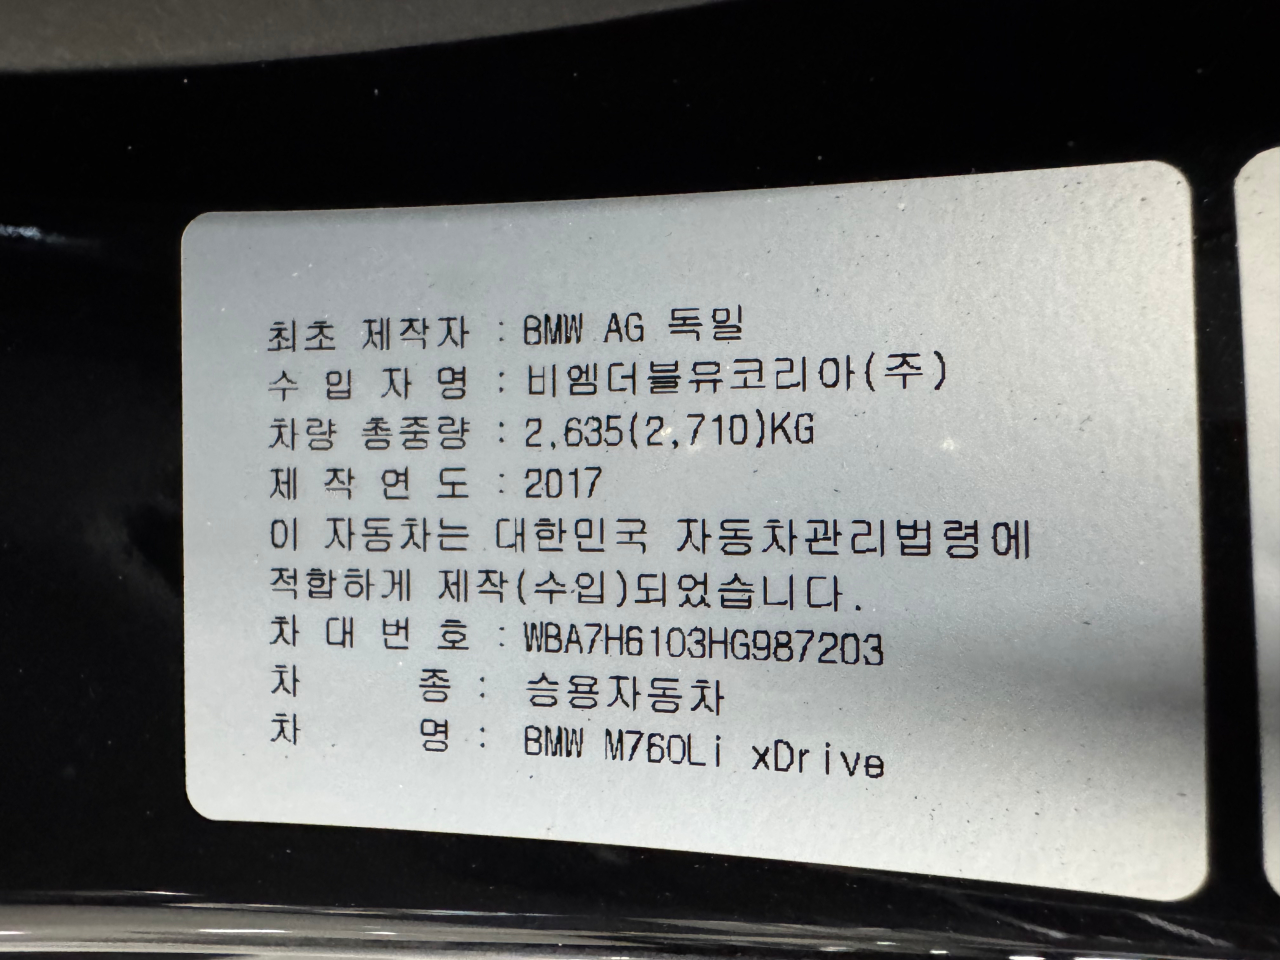 최초 제작자 : BMW AG 독일
수 입 자 명 : 비엠더블유코리아(주)
차량 총중량 : 2,635(2,710)KG
제 작 연 도 : 2017
이 자동차는 대한민국 자동차관리법령에
적합하게 제작(수입)되었습니다.
차 대 번 호 : WBA7H6103HG987203
차 종 : 승용자동차
차 명 : BMW M760Li xDrive